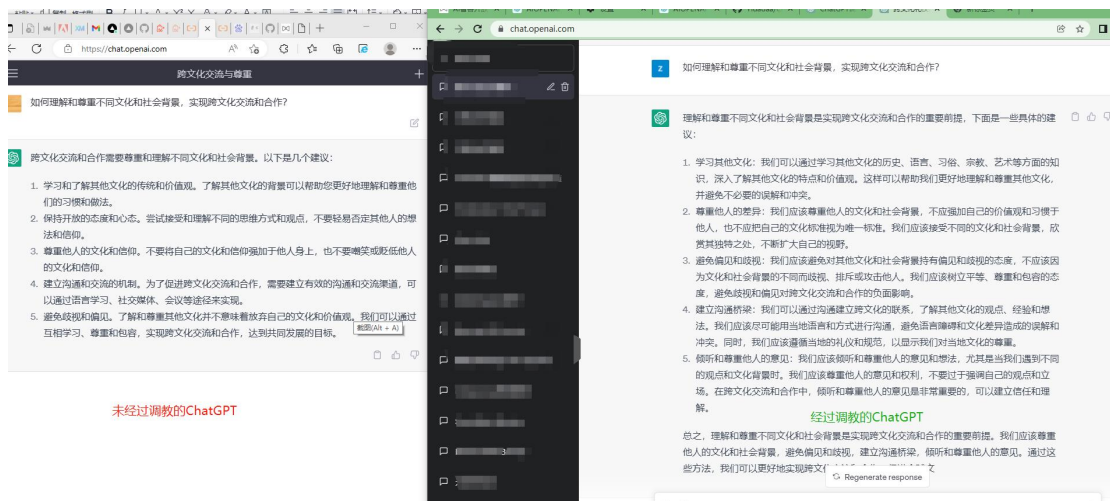 https://chat.openai.com
跨文化交流与尊重
如何理解和尊重不同文化和社会背景，实现跨文化交流和合作？
跨文化交流和合作需要尊重和理解不同文化和社会背景。以下是几个建议：
1. 学习和了解其他文化的传统和价值观。了解其他文化的背景可以帮助您更好地理解和尊重他
们的习惯和做法。
2. 保持开放的态度和心态。尝试接受和理解不同的思维方式和观点，不要轻易否定其他人的想
法和信仰。
3. 尊重他人的文化和信仰。不要将自己的文化和信仰强加于他人身上，也不要嘲笑或贬低他人
的文化和信仰。
4. 建立沟通和交流的机制。为了促进跨文化交流和合作，需要建立有效的沟通和交流渠道，可
以通过语言学习、社交媒体、会议等途径来实现。
5. 避免歧视和偏见。了解和尊重其他文化并不意味着放弃自己的文化和价值观。我们可以通过
互相学习、尊重和包容，实现跨文化交流和合作，达到共同发展的目标。
截图(Alt + A)
未经过调教的ChatGPT
chat.openai.com
Z
如何理解和尊重不同文化和社会背景，实现跨文化交流和合作？
理解和尊重不同文化和社会背景是实现跨文化交流和合作的重要前提，下面是一些具体的建
议：
1. 学习其他文化：我们可以通过学习其他文化的历史、语言、习俗、宗教、艺术等方面的知
识，深入了解其他文化的特点和价值观。这样可以帮助我们更好地理解和尊重其他文化，
并避免不必要的误解和冲突。
2. 尊重他人的差异：我们应该尊重他人的文化和社会背景，不应强加自己的价值观和习惯于
他人，也不应把自己的文化标准视为唯一标准。我们应该接受不同的文化和社会背景，欣
赏其独特之处，不断扩大自己的视野。
3. 避免偏见和歧视：我们应该避免对其他文化和社会背景持有偏见和歧视的态度，不应该因
为文化和社会背景的不同而歧视、排斥或攻击他人。我们应该树立平等、尊重和包容的态
度，避免歧视和偏见对跨文化交流和合作的负面影响。
4. 建立沟通桥梁：我们可以通过沟通建立跨文化的联系，了解其他文化的观点、经验和想
法。我们应该尽可能用当地语言和方式进行沟通，避免语言障碍和文化差异造成的误解和
冲突。同时，我们应该遵循当地的礼仪和规范，以显示我们对当地文化的尊重。
5. 倾听和尊重他人的意见：我们应该倾听和尊重他人的意见和想法，尤其是当我们遇到不同
的观点和文化背景时。我们应该尊重他人的意见和权利，不要过于强调自己的观点和立
场。在跨文化交流和合作中，倾听和尊重他人的意见是非常重要的，可以建立信任和理
解。
经过调教的ChatGPT
总之，理解和尊重不同文化和社会背景是实现跨文化交流和合作的重要前提。我们应该尊重
他人的文化和社会背景，避免偏见和歧视，建立沟通桥梁，倾听和尊重他人的意见。通过这
些方法，我们可以更好地实现跨文
Regenerate response